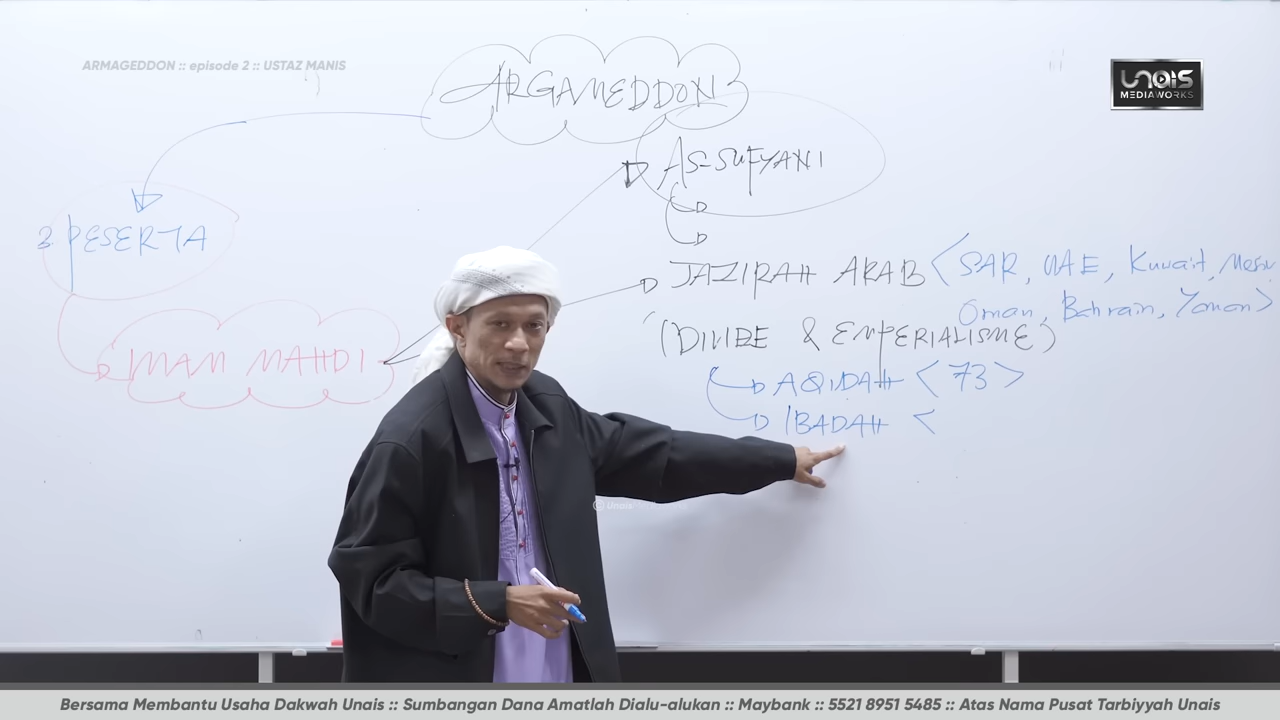 ARMAGEDDON :: episode 2 :: USTAZ MANIS
UNAIS
MEDIAWORKS
ARGAMEDDON
AS-SUFYANI
3 PESERTA
JAZIRAH ARAB < SAR, UAE, Kuwait, Mesir
Oman, Bahrain, Yaman >
(DIVIDE & EMPERIALISME)
IMAM MAHDI
AQIDAH < 73 >
IBADAH <
© Unais
Bersama Membantu Usaha Dakwah Unais :: Sumbangan Dana Amatlah Dialu-alukan :: Maybank :: 5521 8951 5485 :: Atas Nama Pusat Tarbiyyah Unais